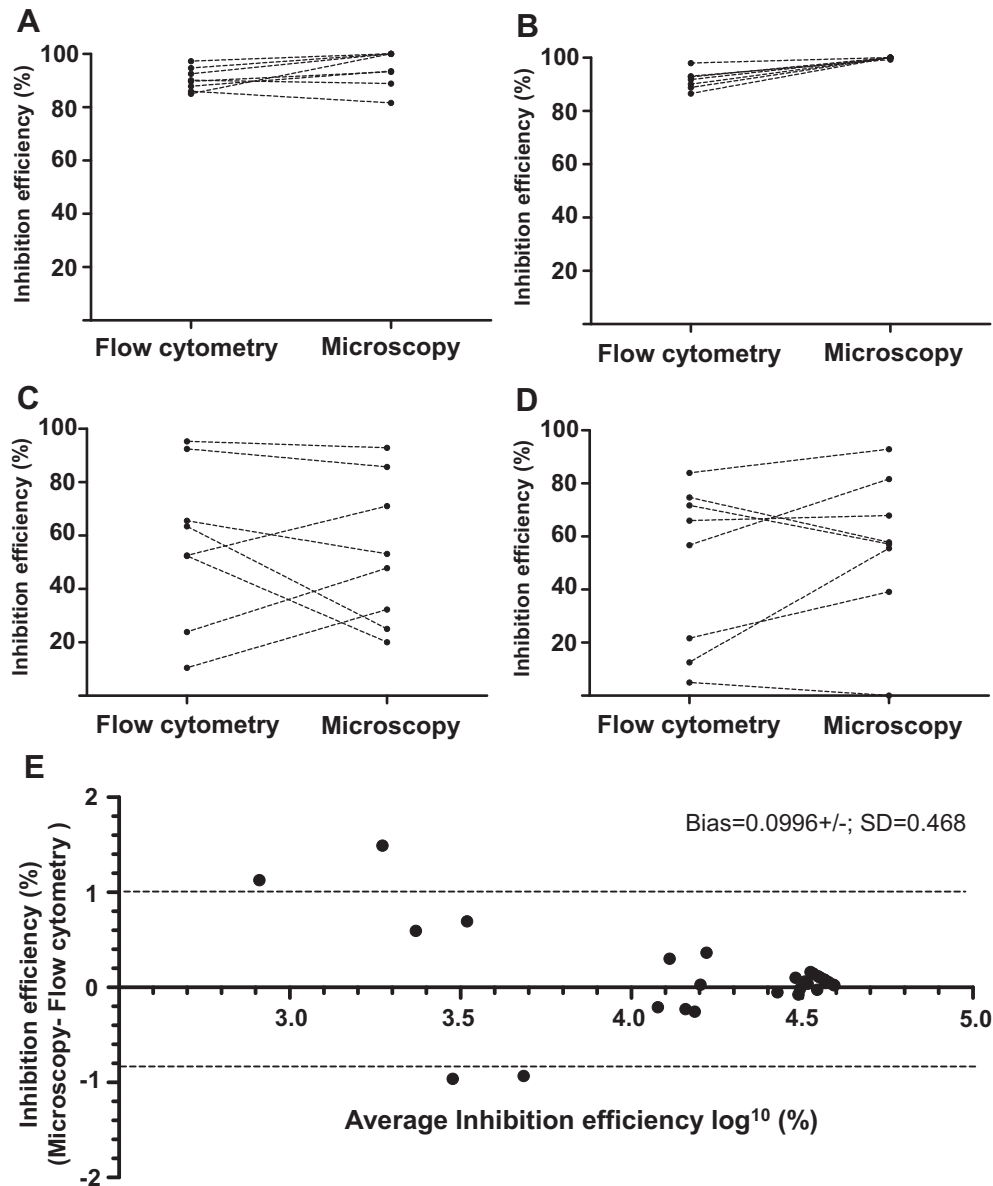 A
Inhibition efficiency (%)
100
80
60
40
20
Flow cytometry
Microscopy
B
Inhibition efficiency (%)
100
80
60
40
20
Flow cytometry
Microscopy
C
Inhibition efficiency (%)
100
80
60
40
20
Flow cytometry
Microscopy
D
Inhibition efficiency (%)
100
80
60
40
20
Flow cytometry
Microscopy
E
Inhibition efficiency (%)
(Microscopy- Flow cytometry )
2
1
0
-1
-2
Bias=0.0996+/-; SD=0.468
3.0
3.5
4.0
4.5
5.0
Average Inhibition efficiency log¹⁰ (%)